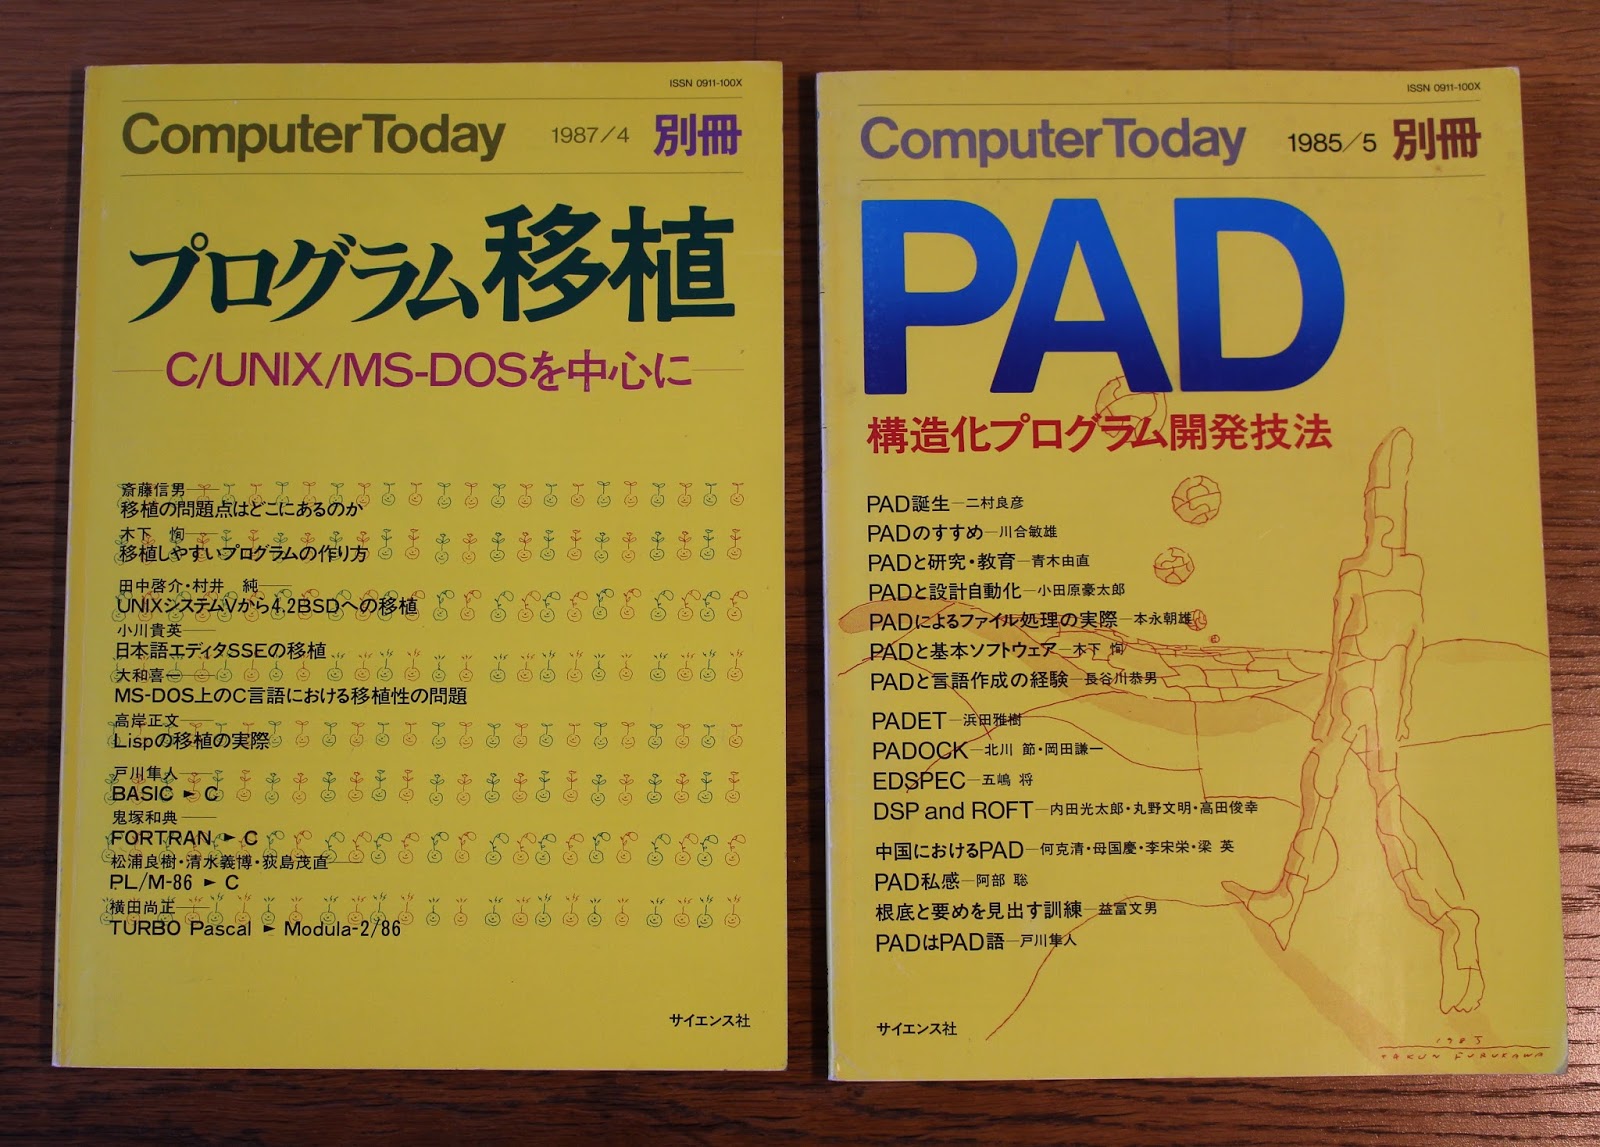 ISSN 0911-100X
ComputerToday 1987/4 別冊
プログラム移植
C/UNIX/MS-DOSを中心に
斎藤信男
移植の問題点はどこにあるのか
木下 恂
移植しやすいプログラムの作り方
田中啓介・村井 純
UNIXシステムVから4.2BSDへの移植
小川貴英
日本語エディタSSEの移植
大和喜一
MS-DOS上のC言語における移植性の問題
高岸正文
Lispの移植の実際
戸川隼人
BASIC ► C
鬼塚和典
FORTRAN ► C
松浦良樹・清水義博・荻島茂直
PL/M-86 ► C
横田尚正
TURBO Pascal ► Modula-2/86
サイエンス社
ISSN 0911-100X
ComputerToday 1985/5 別冊
PAD
構造化プログラム開発技法
PAD誕生—二村良彦
PADのすすめ—川合敏雄
PADと研究・教育—青木由直
PADと設計自動化—小田原豪太郎
PADによるファイル処理の実際—本永朝雄
PADと基本ソフトウェア—木下 恂
PADと言語作成の経験—長谷川恭男
PADET—浜田雅樹
PADOCK—北川 節・岡田謙一
EDSPEC—五嶋 将
DSP and ROFT—内田光太郎・丸野文明・高田俊幸
中国におけるPAD—何克清・母国慶・李宋栄・梁 英
PAD私感—阿部 聡
根底と要めを見出す訓練—益富文男
PADはPAD語—戸川隼人
サイエンス社
1985
TAKUN FURUKAWA